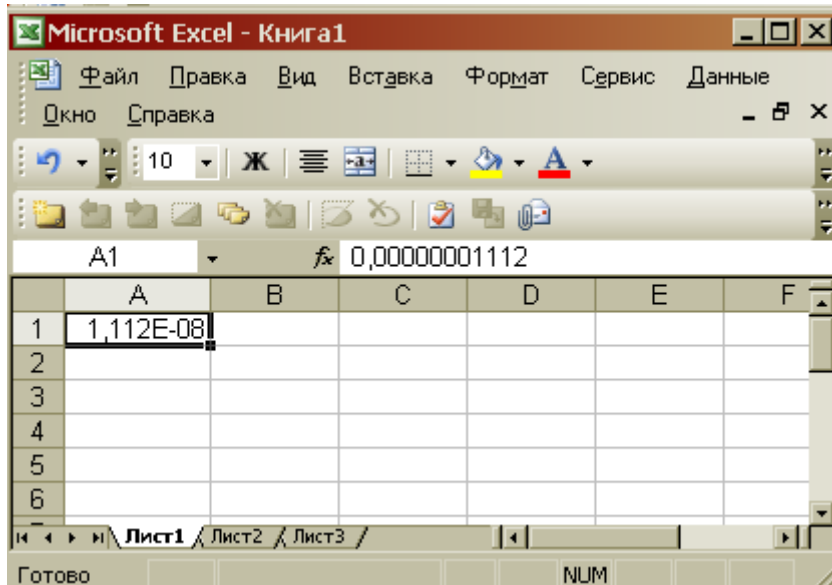 Microsoft Excel - Книга1
Файл Правка Вид Вставка Формат Сервис Данные
Окно Справка
10 Ж А
A1 fx 0,00000001112
A B C D E F
1 1,112E-08
2
3
4
5
6
Лист1 Лист2 Лист3
Готово NUM